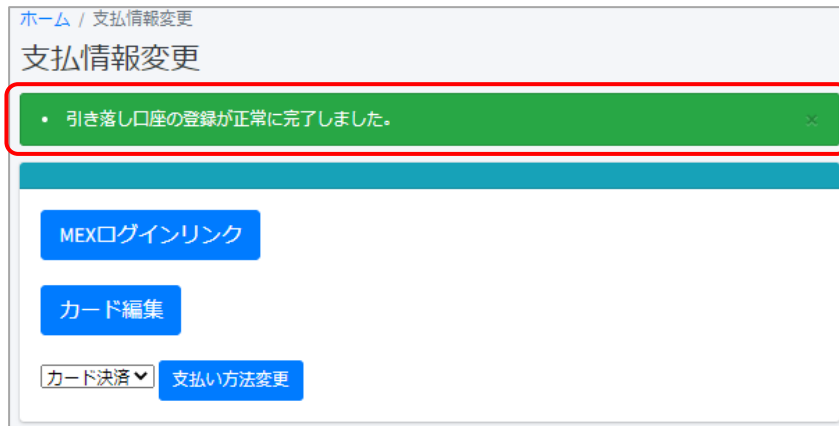 ホーム / 支払情報変更
支払情報変更
• 引き落し口座の登録が正常に完了しました。 ×
MEXログインリンク
カード編集
カード決済 支払い方法変更